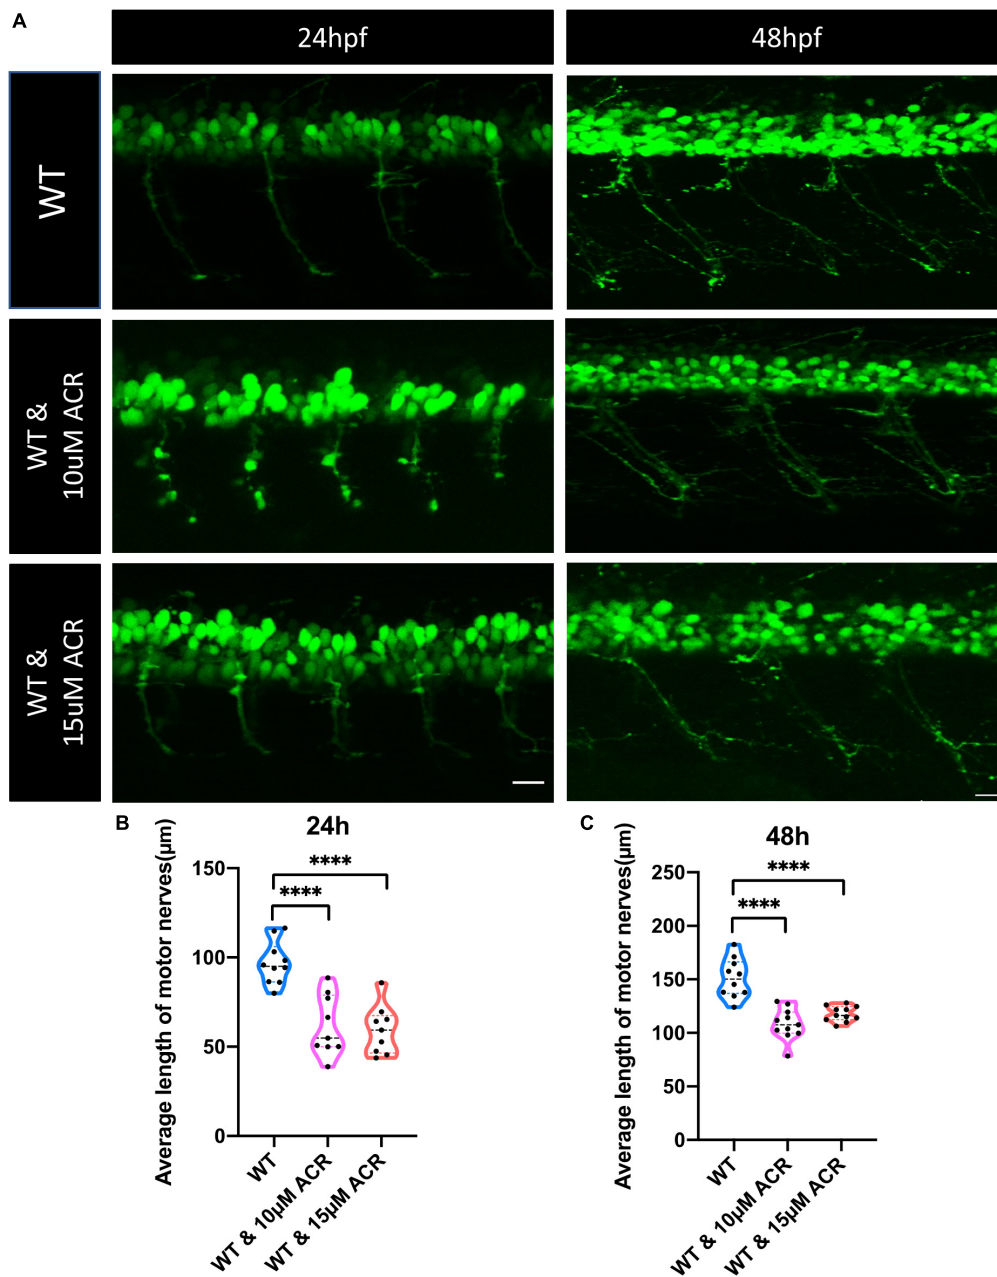 A
24hpf
48hpf
WT
WT &
10uM ACR
WT &
15uM ACR
B
24h
Average length of motor nerves(μm)
150
100
50
0
****
****
WT
WT & 10μM ACR
WT & 15μM ACR
C
48h
Average length of motor nerves(μm)
250
200
150
100
50
0
****
****
WT
WT & 10μM ACR
WT & 15μM ACR